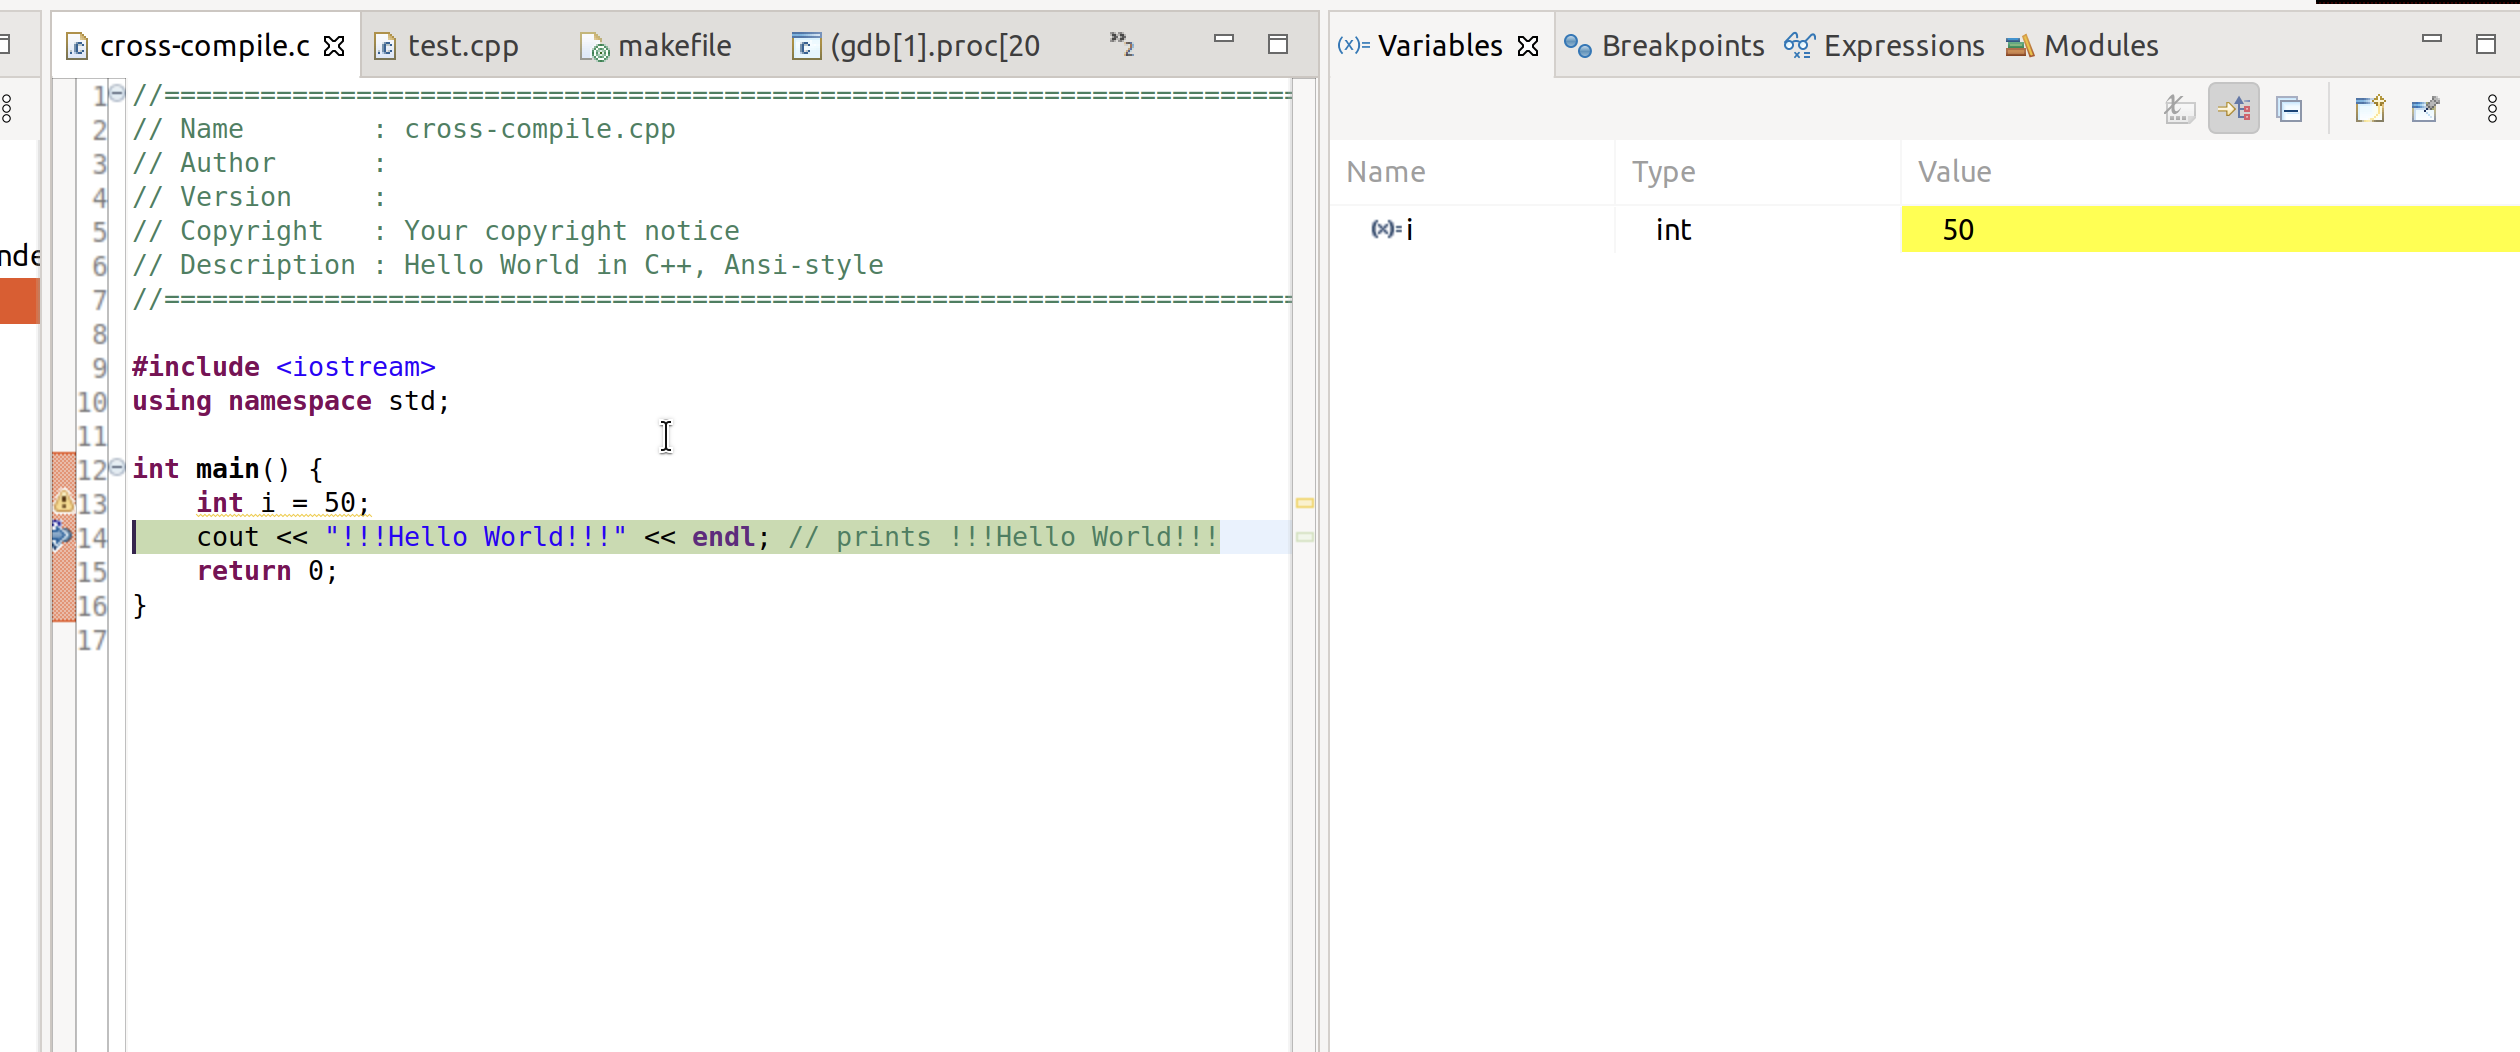 cross-compile.c test.cpp makefile (gdb[1].proc[20 »2
(x)= Variables Breakpoints Expressions Modules
1 //=======================================================================
2 // Name        : cross-compile.cpp
3 // Author      :
4 // Version     :
5 // Copyright   : Your copyright notice
6 // Description : Hello World in C++, Ansi-style
7 //=======================================================================
8
9 #include <iostream>
10 using namespace std;
11
12 int main() {
13     int i = 50;
14     cout << "!!!Hello World!!!" << endl; // prints !!!Hello World!!!
15     return 0;
16 }
17
Name Type Value
(x)= i int 50